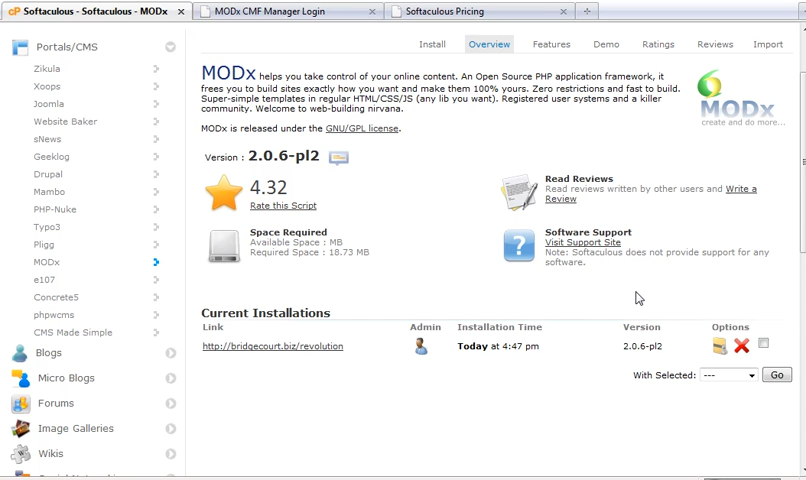 Softaculous - Softaculous - MODx
MODx CMF Manager Login
Softaculous Pricing
Portals/CMS
Zikula
Xoops
Joomla
Website Baker
sNews
Geeklog
Drupal
Mambo
PHP-Nuke
Typo3
Pligg
MODx
e107
Concrete5
phpwcms
CMS Made Simple
Blogs
Micro Blogs
Forums
Image Galleries
Wikis
Install Overview Features Demo Ratings Reviews Import
MODx helps you take control of your online content. An Open Source PHP application framework, it
frees you to build sites exactly how you want and make them 100% yours. Zero restrictions and fast to build.
Super-simple templates in regular HTML/CSS/JS (any lib you want). Registered user systems and a killer
community. Welcome to web-building nirvana.
MODx
create and do more...
MODx is released under the GNU/GPL license.
Version : 2.0.6-pl2
4.32
Rate this Script
Read Reviews
Read reviews written by other users and Write a
Review
Space Required
Available Space : MB
Required Space : 18.73 MB
Software Support
Visit Support Site
Note: Softaculous does not provide support for any
software.
Current Installations
Link Admin Installation Time Version Options
http://bridgecourt.biz/revolution Today at 4:47 pm 2.0.6-pl2
With Selected: --- Go